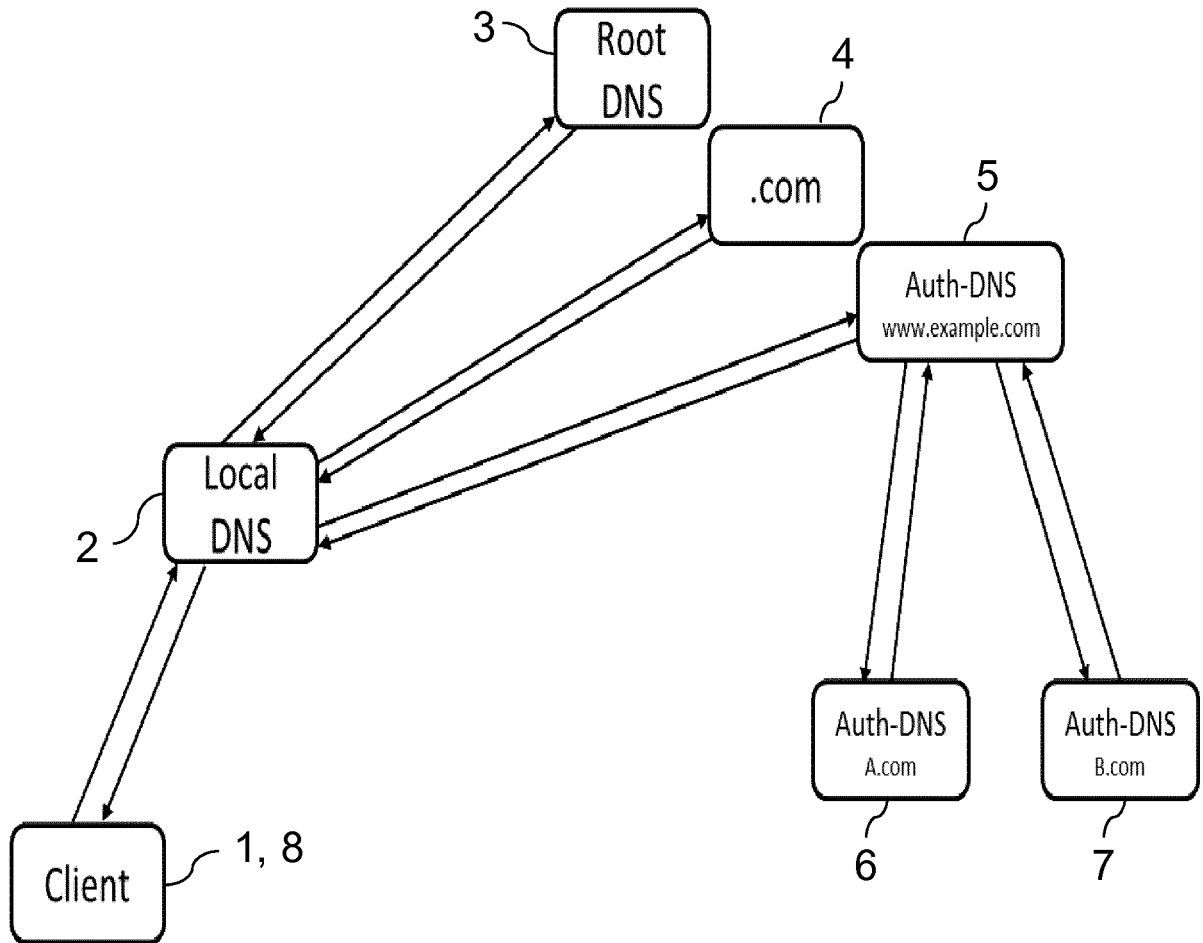 3
Root
DNS
4
.com
5
Auth-DNS
www.example.com
Local
DNS
2
Auth-DNS
A.com
Auth-DNS
B.com
6
7
Client
1, 8